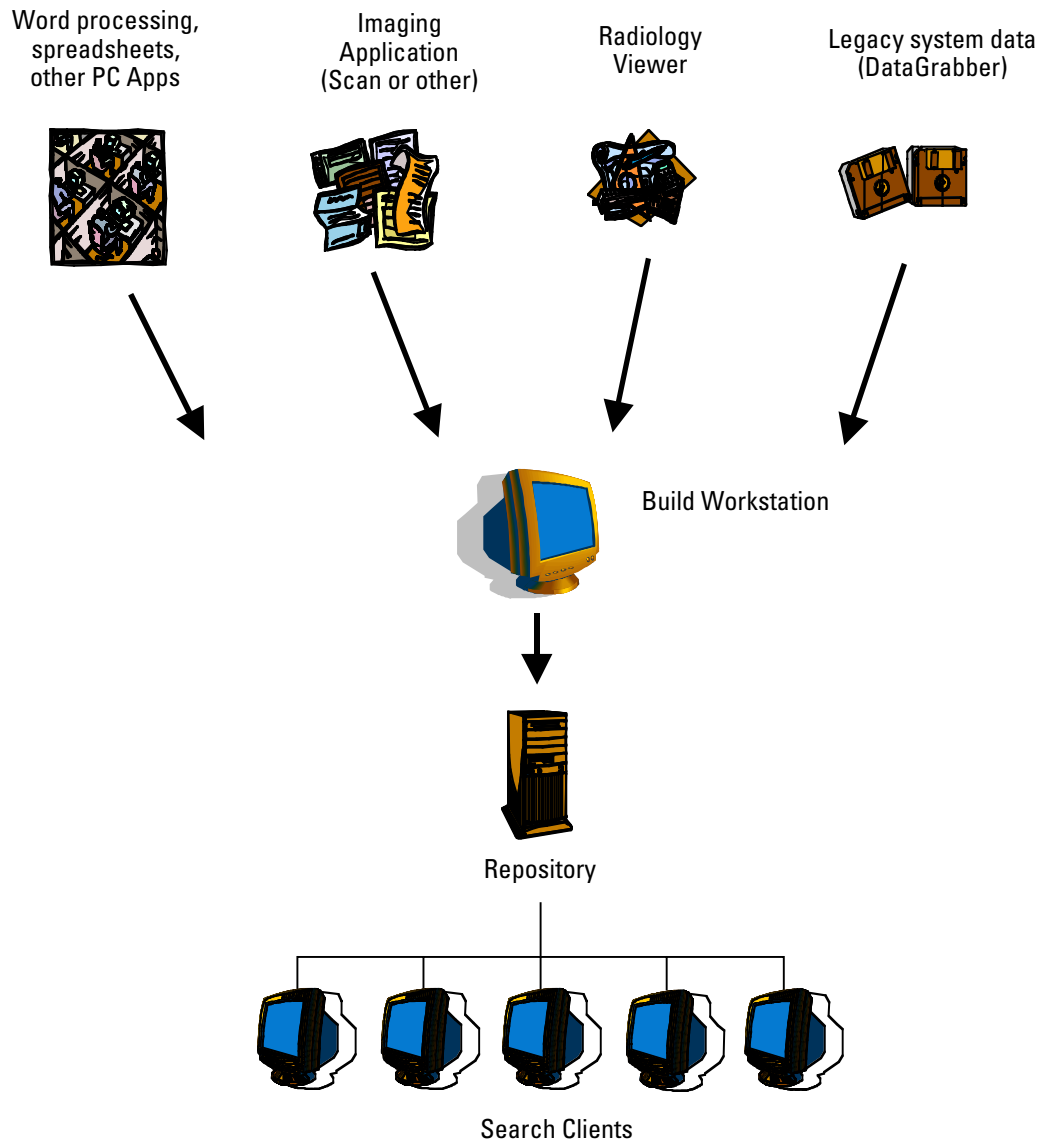 Word processing,
spreadsheets,
other PC Apps
Imaging
Application
(Scan or other)
Radiology
Viewer
Legacy system data
(DataGrabber)
Build Workstation
Repository
Search Clients